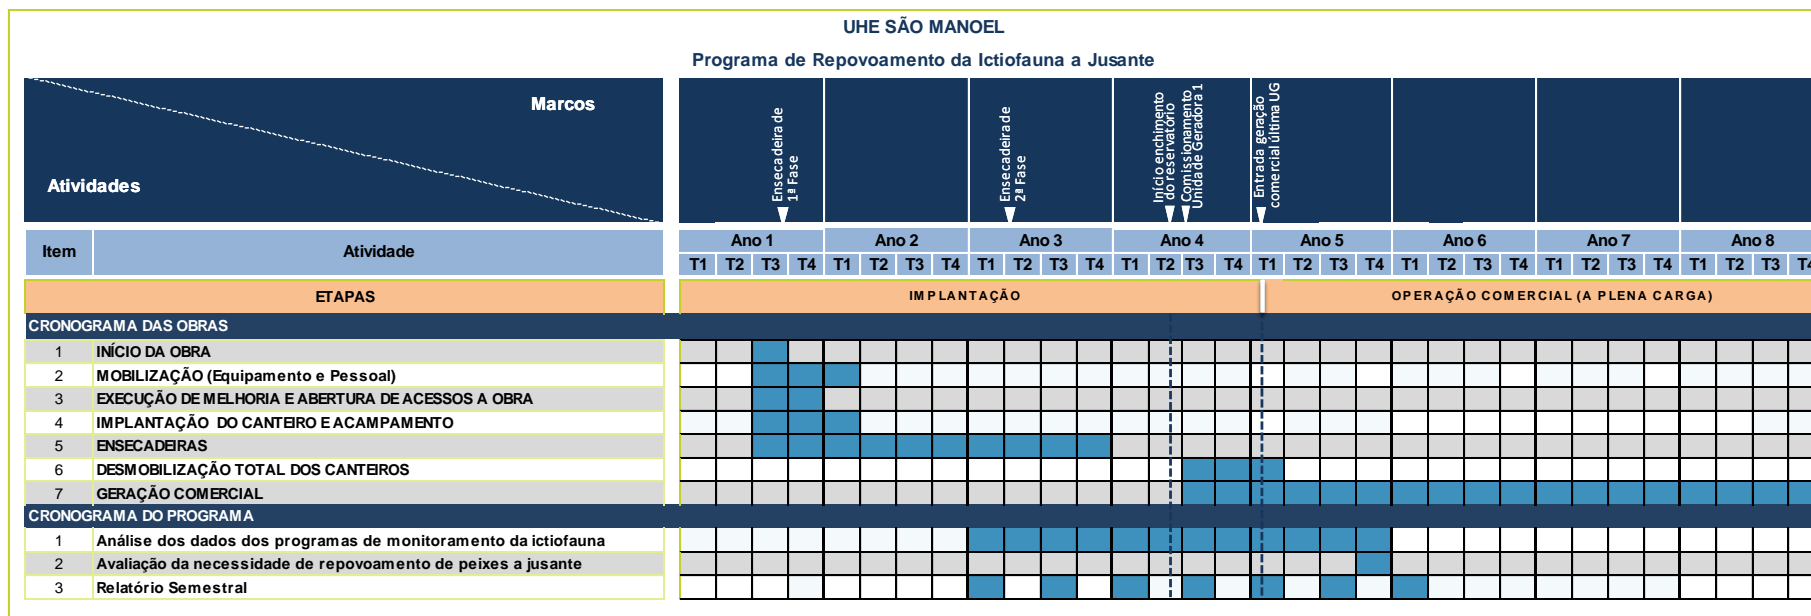 UHE SÃO MANOEL
Programa de Repovoamento da Ictiofauna a Jusante
Marcos
Atividades
Ensecadeira de
1ª Fase
Ensecadeira de
2ª Fase
Início enchimento
do reservatório
Comissionamento
Unidade Geradora 1
Entrada geração
comercial última UG
Item Atividade Ano 1 Ano 2 Ano 3 Ano 4 Ano 5 Ano 6 Ano 7 Ano 8
T1 T2 T3 T4 T1 T2 T3 T4 T1 T2 T3 T4 T1 T2 T3 T4 T1 T2 T3 T4 T1 T2 T3 T4 T1 T2 T3 T4 T1 T2 T3 T4
ETAPAS IMPLANTAÇÃO OPERAÇÃO COMERCIAL (A PLENA CARGA)
CRONOGRAMA DAS OBRAS
1 INÍCIO DA OBRA
2 MOBILIZAÇÃO (Equipamento e Pessoal)
3 EXECUÇÃO DE MELHORIA E ABERTURA DE ACESSOS A OBRA
4 IMPLANTAÇÃO DO CANTEIRO E ACAMPAMENTO
5 ENSECADEIRAS
6 DESMOBILIZAÇÃO TOTAL DOS CANTEIROS
7 GERAÇÃO COMERCIAL
CRONOGRAMA DO PROGRAMA
1 Análise dos dados dos programas de monitoramento da ictiofauna
2 Avaliação da necessidade de repovoamento de peixes a jusante
3 Relatório Semestral